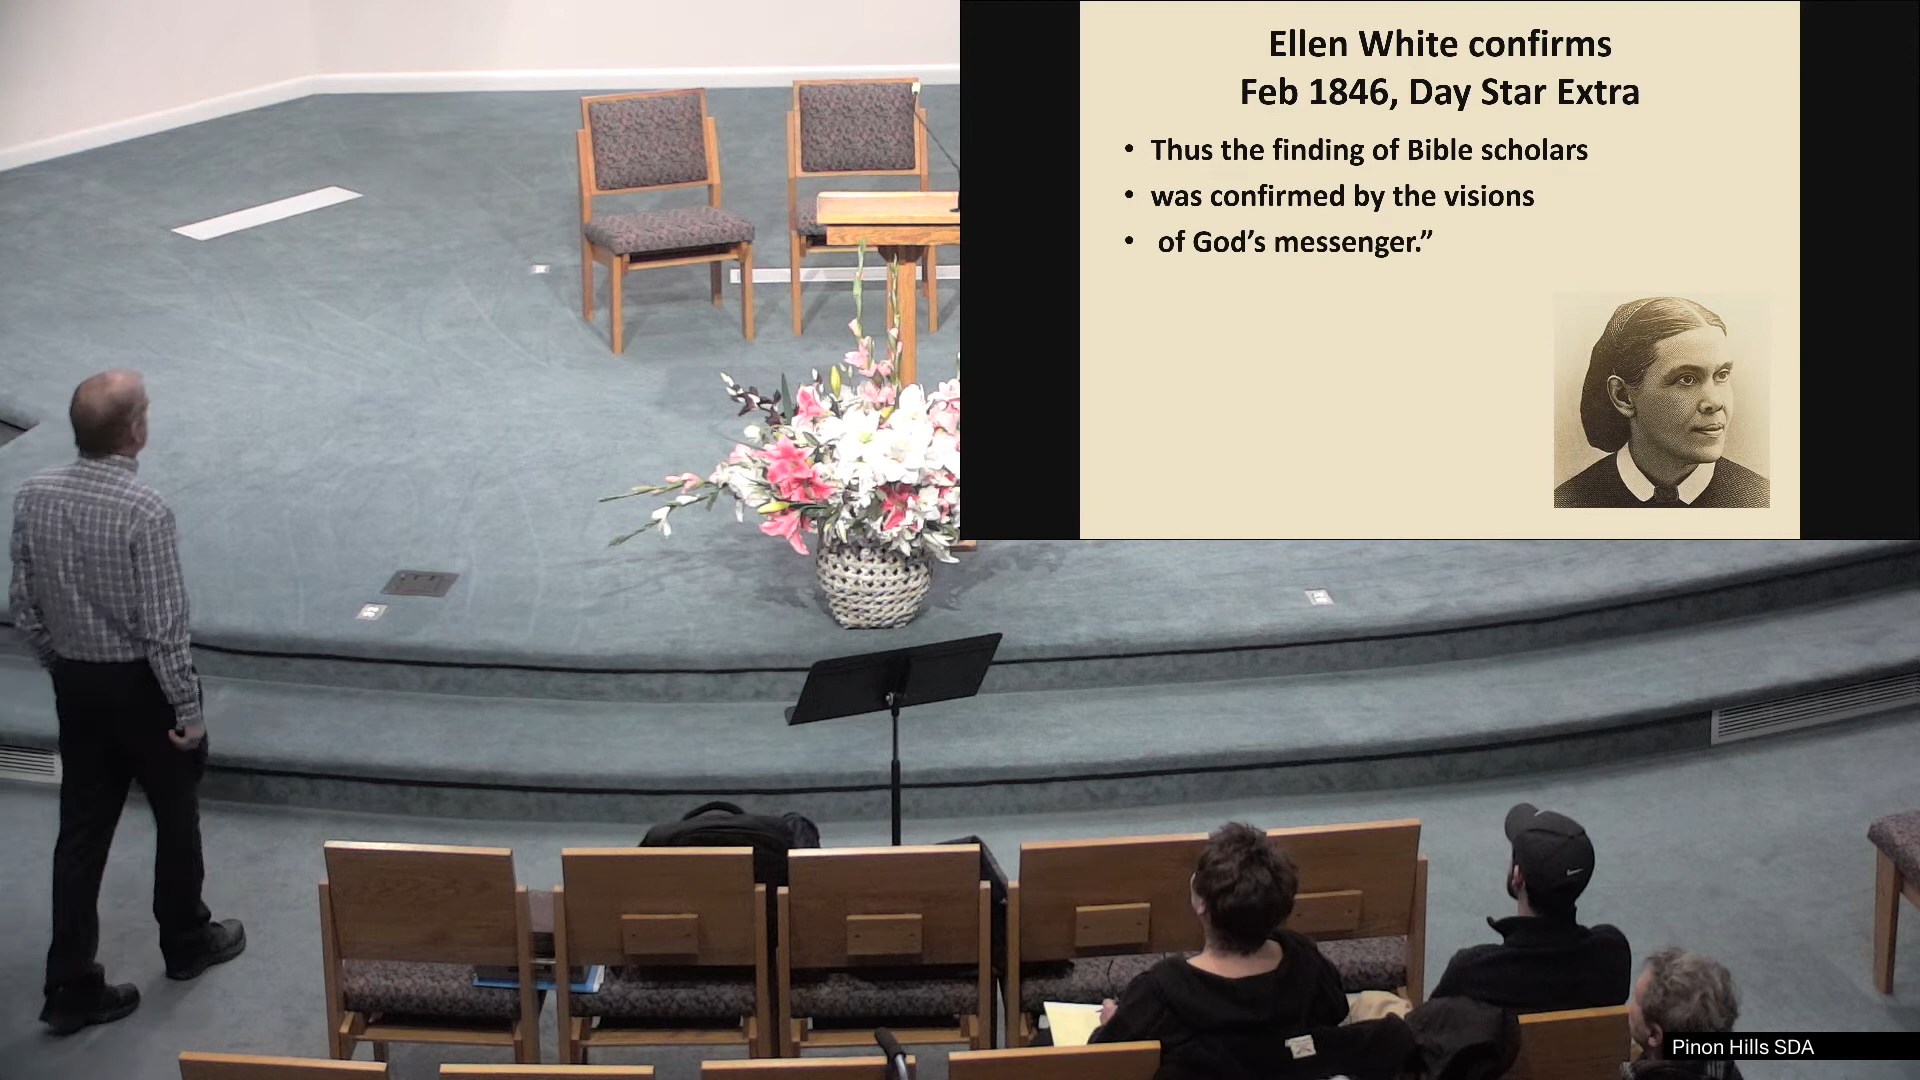 Ellen White confirms
Feb 1846, Day Star Extra
• Thus the finding of Bible scholars
• was confirmed by the visions
• of God’s messenger.”
Pinon Hills SDA